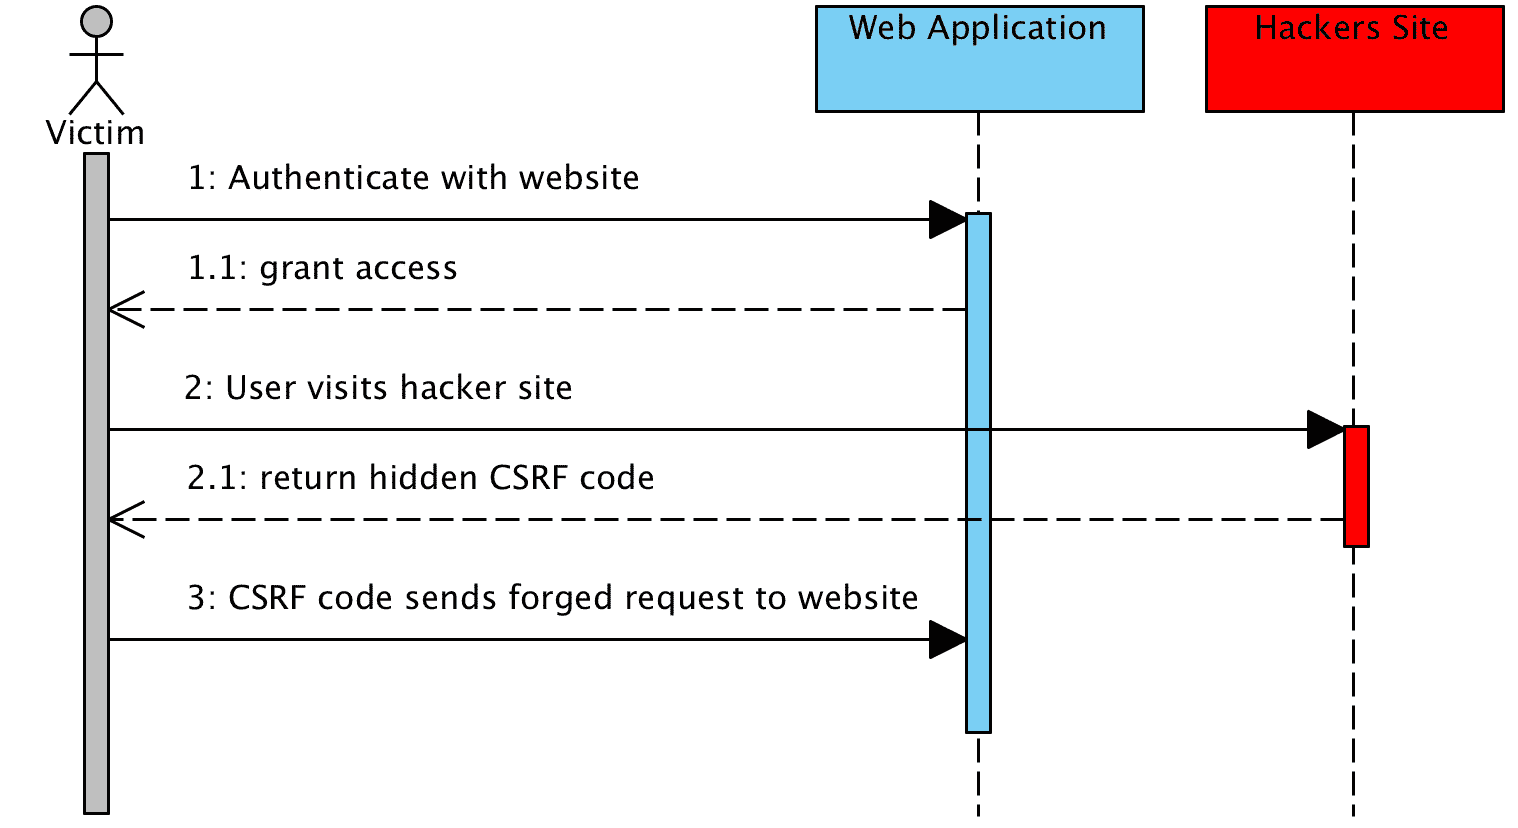 Web Application
Hackers Site
Victim
1: Authenticate with website
1.1: grant access
2: User visits hacker site
2.1: return hidden CSRF code
3: CSRF code sends forged request to website